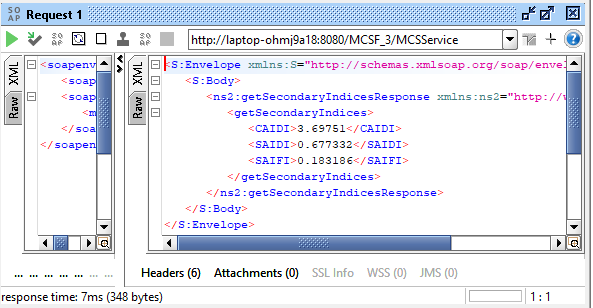 SO AP Request 1
http://laptop-ohmj9a18:8080/MCSF_3/MCSService
XML
Raw
<soapenv
<soap
<soap
<m
</soa
</soapen
XML
Raw
<S:Envelope xmlns:S="http://schemas.xmlsoap.org/soap/enve
<S:Body>
<ns2:getSecondaryIndicesResponse xmlns:ns2="http://w
<getSecondaryIndices>
<CAIDI>3.69751</CAIDI>
<SAIDI>0.677332</SAIDI>
<SAIFI>0.183186</SAIFI>
</getSecondaryIndices>
</ns2:getSecondaryIndicesResponse>
</S:Body>
</S:Envelope>
... ... ... ... ...
Headers (6) Attachments (0) SSL Info WSS (0) JMS (0)
response time: 7ms (348 bytes)
1 : 1